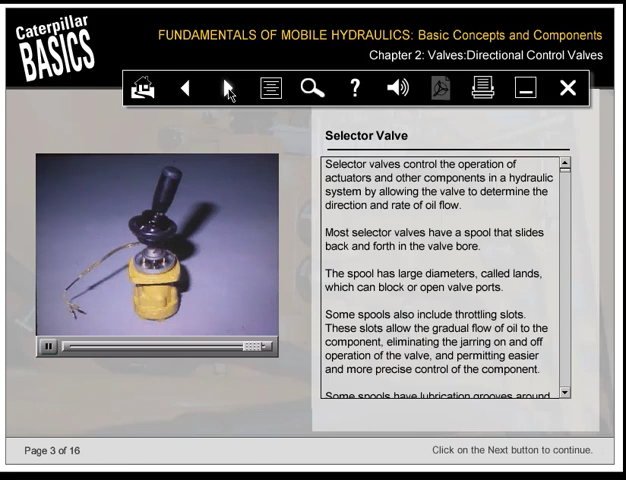 Caterpillar
BASICS
FUNDAMENTALS OF MOBILE HYDRAULICS: Basic Concepts and Components
Chapter 2: Valves:Directional Control Valves
?
Selector Valve
Selector valves control the operation of
actuators and other components in a hydraulic
system by allowing the valve to determine the
direction and rate of oil flow.
Most selector valves have a spool that slides
back and forth in the valve bore.
The spool has large diameters, called lands,
which can block or open valve ports.
Some spools also include throttling slots.
These slots allow the gradual flow of oil to the
component, eliminating the jarring on and off
operation of the valve, and permitting easier
and more precise control of the component.
Some spools have lubrication grooves around
Page 3 of 16
Click on the Next button to continue.